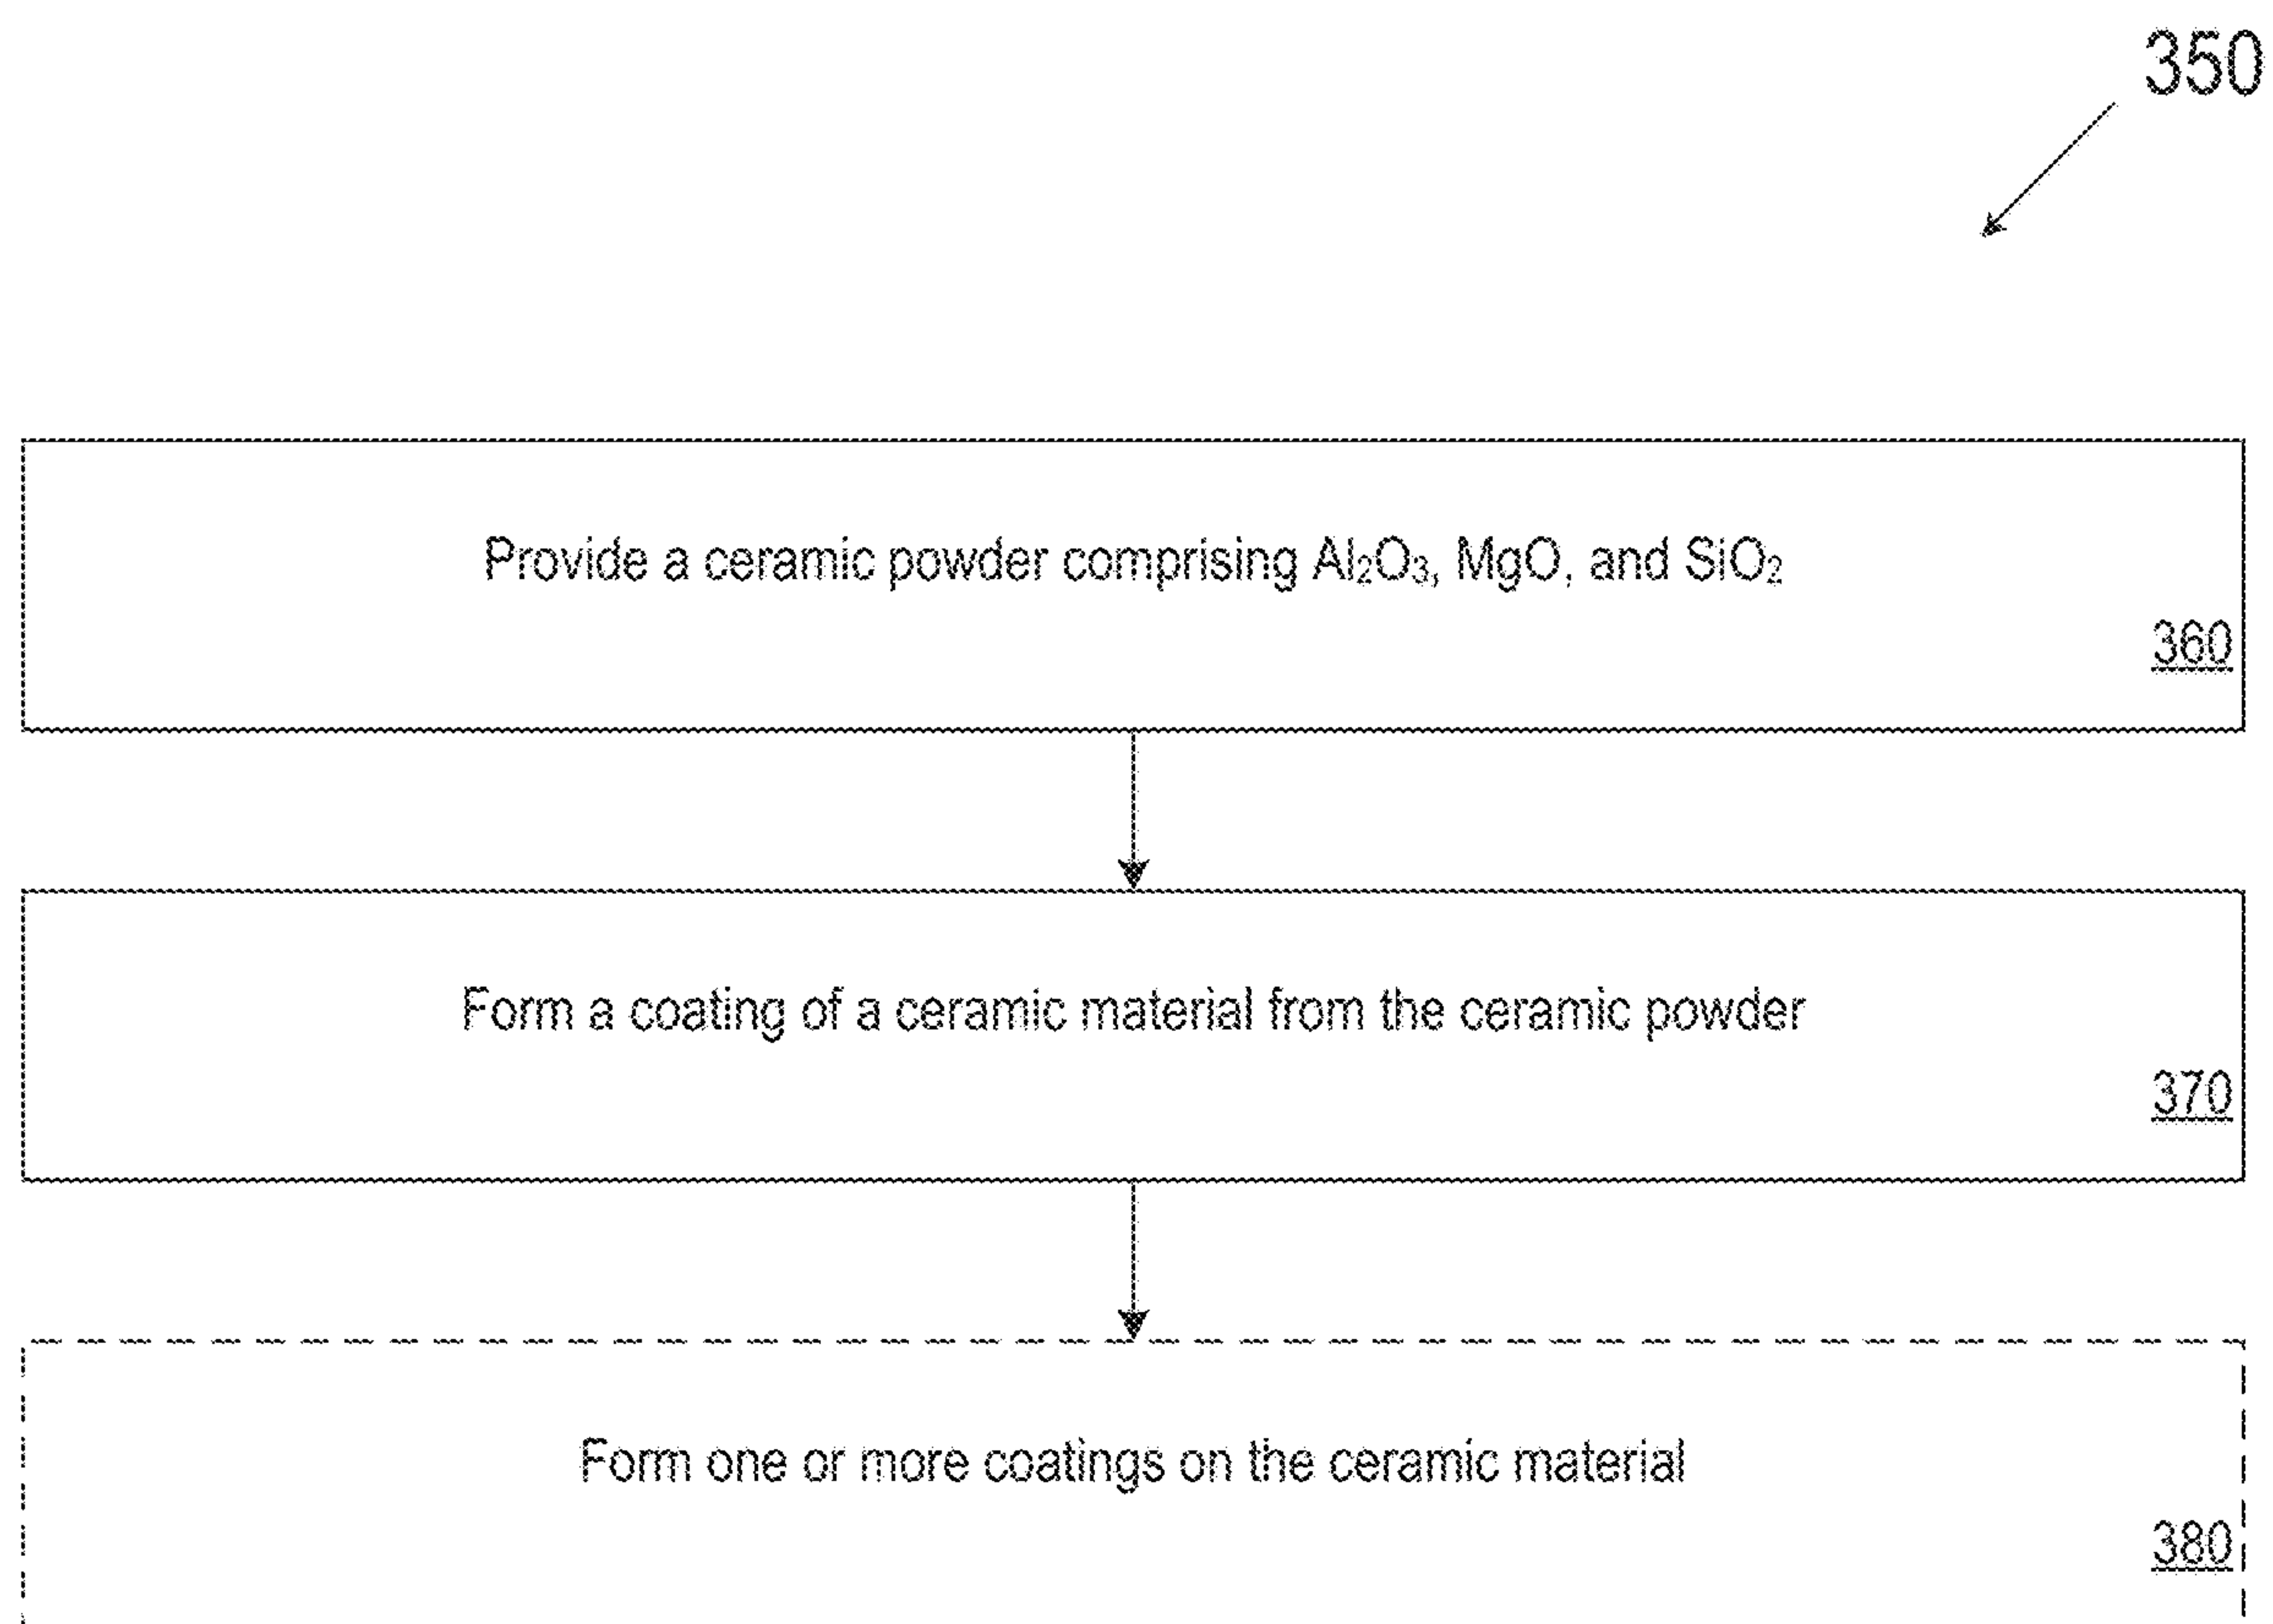 350
Provide a ceramic powder comprising Al₂O₃, MgO, and SiO₂
360
Form a coating of a ceramic material from the ceramic powder
370
Form one or more coatings on the ceramic material
380